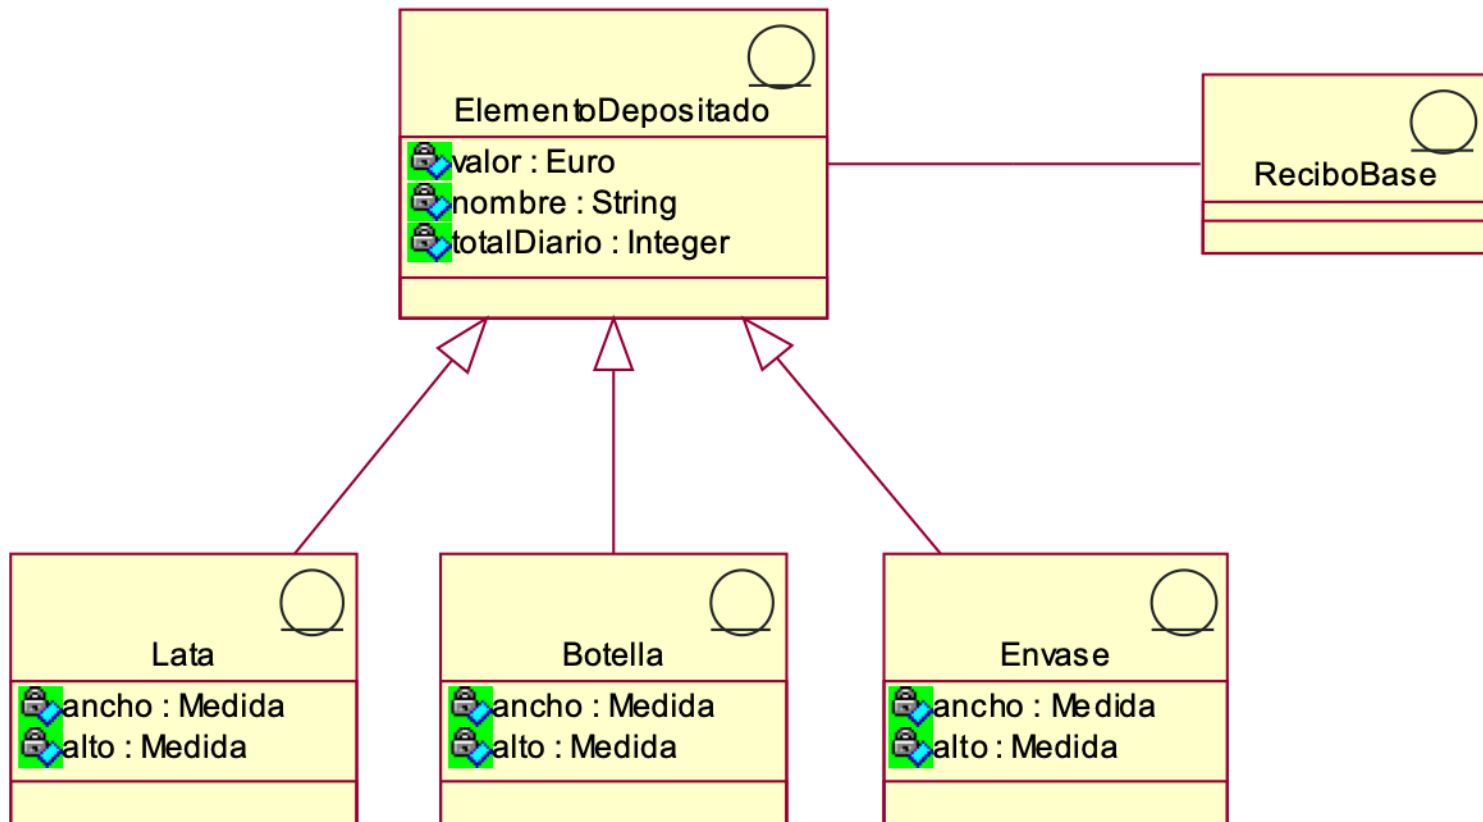 ElementoDepositado
valor : Euro
nombre : String
totalDiario : Integer
ReciboBase
Lata
ancho : Medida
alto : Medida
Botella
ancho : Medida
alto : Medida
Envase
ancho : Medida
alto : Medida